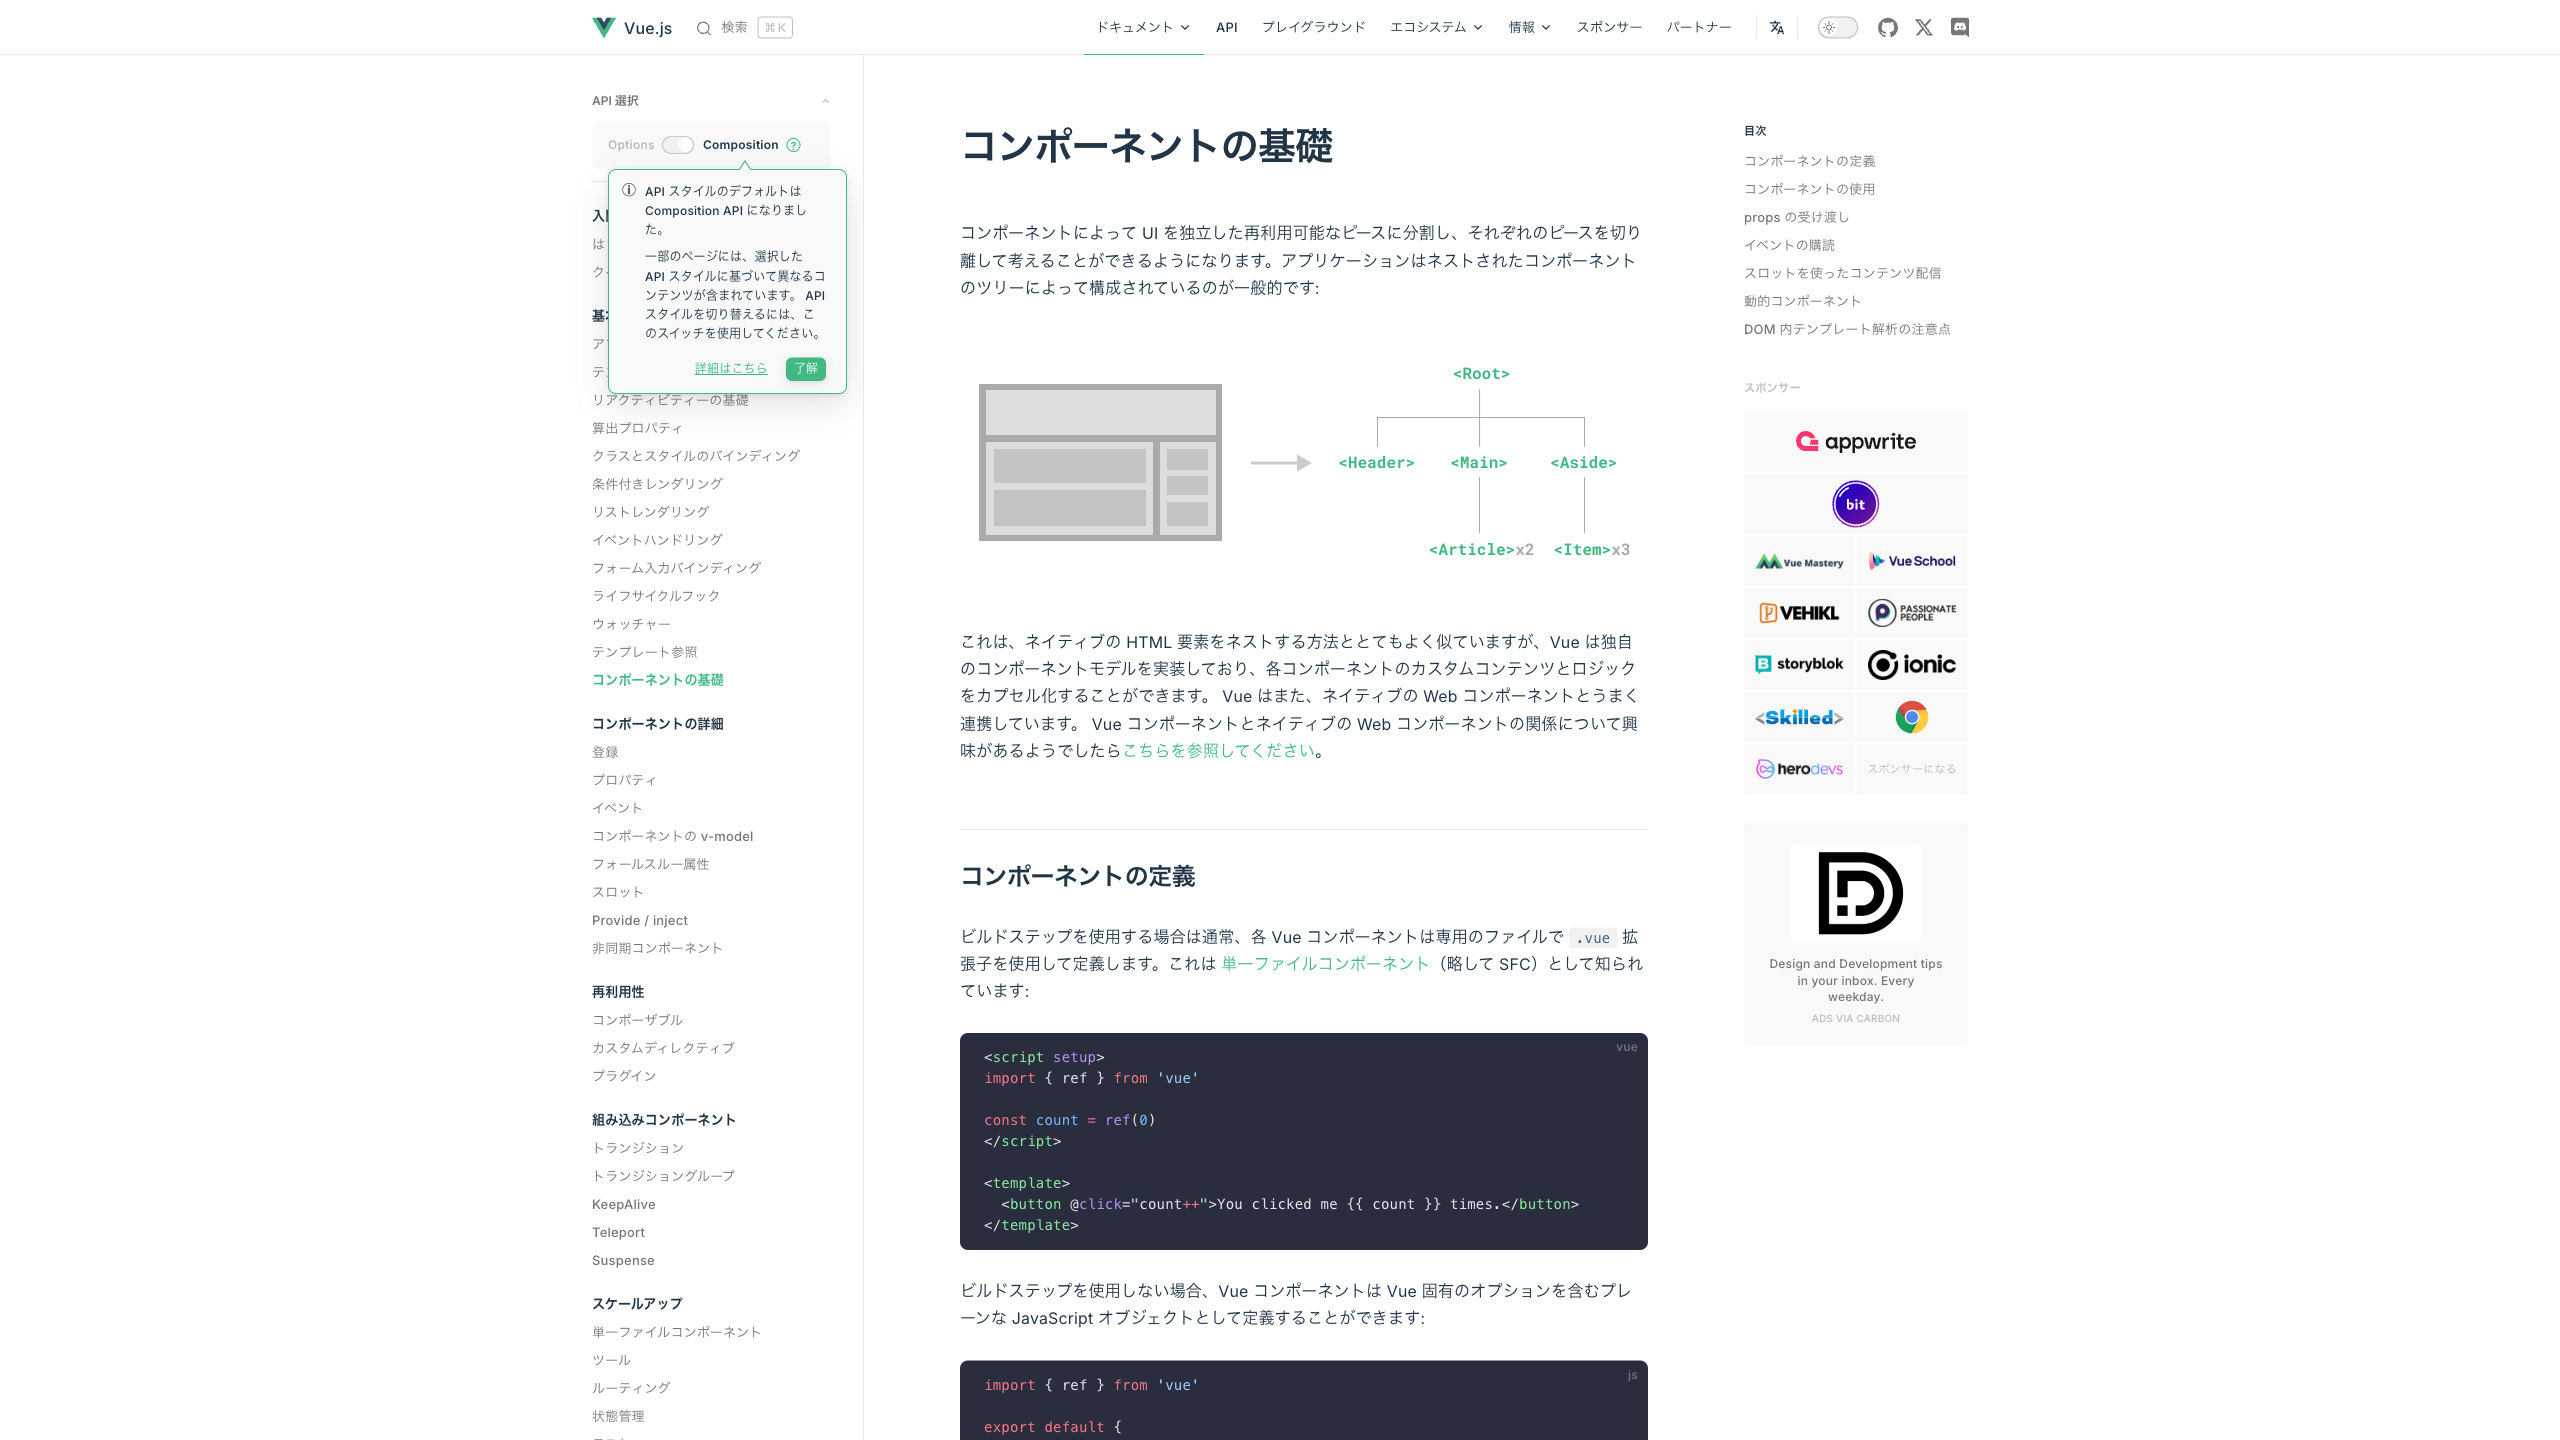 Vue.js
検索
⌘ K
ドキュメント
API
プレイグラウンド
エコシステム
情報
スポンサー
パートナー
API 選択
Options
Composition
?
API スタイルのデフォルトは
Composition API になりまし
た。
一部のページには、選択した
API スタイルに基づいて異なるコ
ンテンツが含まれています。 API
スタイルを切り替えるには、こ
のスイッチを使用してください。
詳細はこちら
了解
は
リアクティビティーの基礎
算出プロパティ
クラスとスタイルのバインディング
条件付きレンダリング
リストレンダリング
イベントハンドリング
フォーム入力バインディング
ライフサイクルフック
ウォッチャー
テンプレート参照
コンポーネントの基礎
コンポーネントの詳細
登録
プロパティ
イベント
コンポーネントの v-model
フォールスルー属性
スロット
Provide / inject
非同期コンポーネント
再利用性
コンポーザブル
カスタムディレクティブ
プラグイン
組み込みコンポーネント
トランジション
トランジショングループ
KeepAlive
Teleport
Suspense
スケールアップ
単一ファイルコンポーネント
ツール
ルーティング
状態管理
コンポーネントの基礎
コンポーネントによって UI を独立した再利用可能なピースに分割し、それぞれのピースを切り
離して考えることができるようになります。アプリケーションはネストされたコンポーネント
のツリーによって構成されているのが一般的です:
<Root>
<Header>
<Main>
<Aside>
<Article>x2
<Item>x3
これは、ネイティブの HTML 要素をネストする方法ととてもよく似ていますが、Vue は独自
のコンポーネントモデルを実装しており、各コンポーネントのカスタムコンテンツとロジック
をカプセル化することができます。 Vue はまた、ネイティブの Web コンポーネントとうまく
連携しています。 Vue コンポーネントとネイティブの Web コンポーネントの関係について興
味があるようでしたらこちらを参照してください。
コンポーネントの定義
ビルドステップを使用する場合は通常、各 Vue コンポーネントは専用のファイルで .vue 拡
張子を使用して定義します。これは 単一ファイルコンポーネント（略して SFC）として知られ
ています:
vue
<script setup>
import { ref } from 'vue'
const count = ref(0)
</script>
<template>
  <button @click="count++">You clicked me {{ count }} times.</button>
</template>
ビルドステップを使用しない場合、Vue コンポーネントは Vue 固有のオプションを含むプレ
ーンな JavaScript オブジェクトとして定義することができます:
js
import { ref } from 'vue'
export default {
目次
コンポーネントの定義
コンポーネントの使用
props の受け渡し
イベントの購読
スロットを使ったコンテンツ配信
動的コンポーネント
DOM 内テンプレート解析の注意点
スポンサー
appwrite
bit
Vue Mastery
Vue School
VEHIKL
PASSIONATE
PEOPLE
storyblok
ionic
<Skilled>
herodevs
スポンサーになる
Design and Development tips
in your inbox. Every
weekday.
ADS VIA CARBON